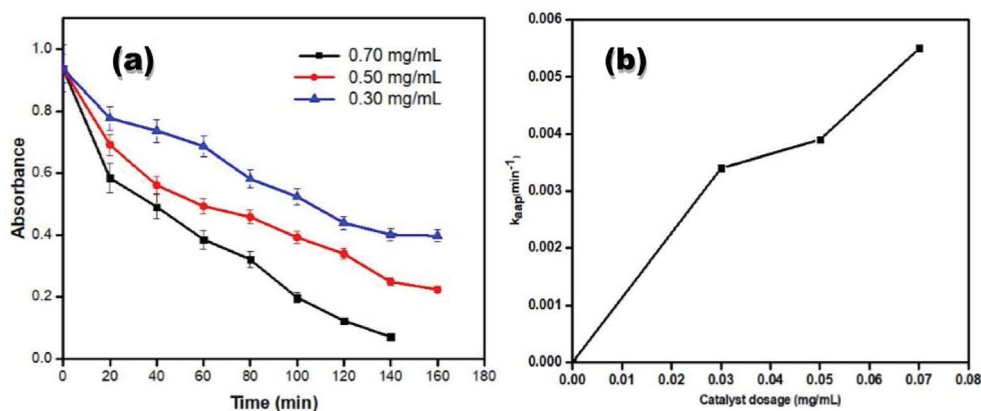 (a)
0.70 mg/mL
0.50 mg/mL
0.30 mg/mL
1.0
0.8
0.6
0.4
0.2
0.0
0 20 40 60 80 100 120 140 160 180
Absorbance
Time (min)
(b)
0.006
0.005
0.004
0.003
0.002
0.001
0.000
0.00 0.01 0.02 0.03 0.04 0.05 0.06 0.07 0.08
kaap(min-1)
Catalyst dosage (mg/mL)